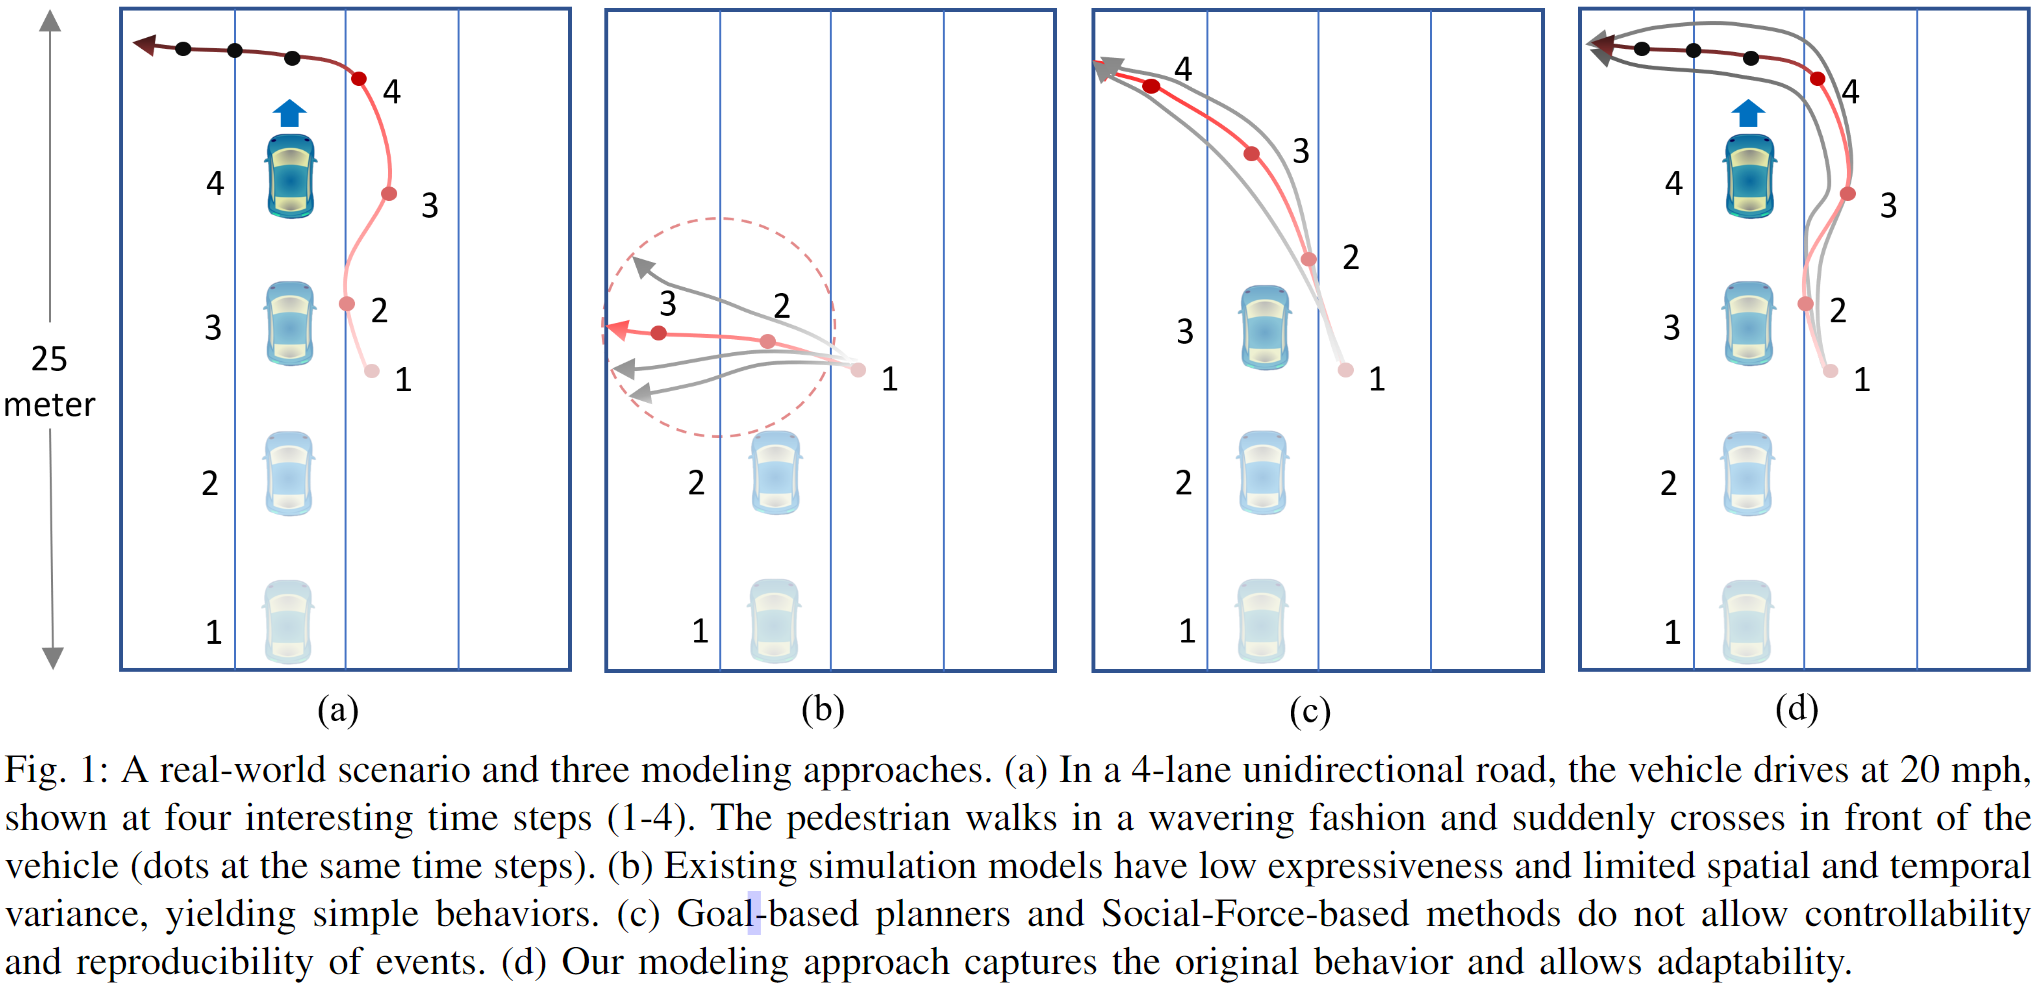 25
meter
4
4
3
3
2
2
1
1
3
2
1
2
1
4
3
2
3
1
2
1
4
4
3
3
2
2
1
1
(a)
(b)
(c)
(d)
Fig. 1: A real-world scenario and three modeling approaches. (a) In a 4-lane unidirectional road, the vehicle drives at 20 mph,
shown at four interesting time steps (1-4). The pedestrian walks in a wavering fashion and suddenly crosses in front of the
vehicle (dots at the same time steps). (b) Existing simulation models have low expressiveness and limited spatial and temporal
variance, yielding simple behaviors. (c) Goal-based planners and Social-Force-based methods do not allow controllability
and reproducibility of events. (d) Our modeling approach captures the original behavior and allows adaptability.